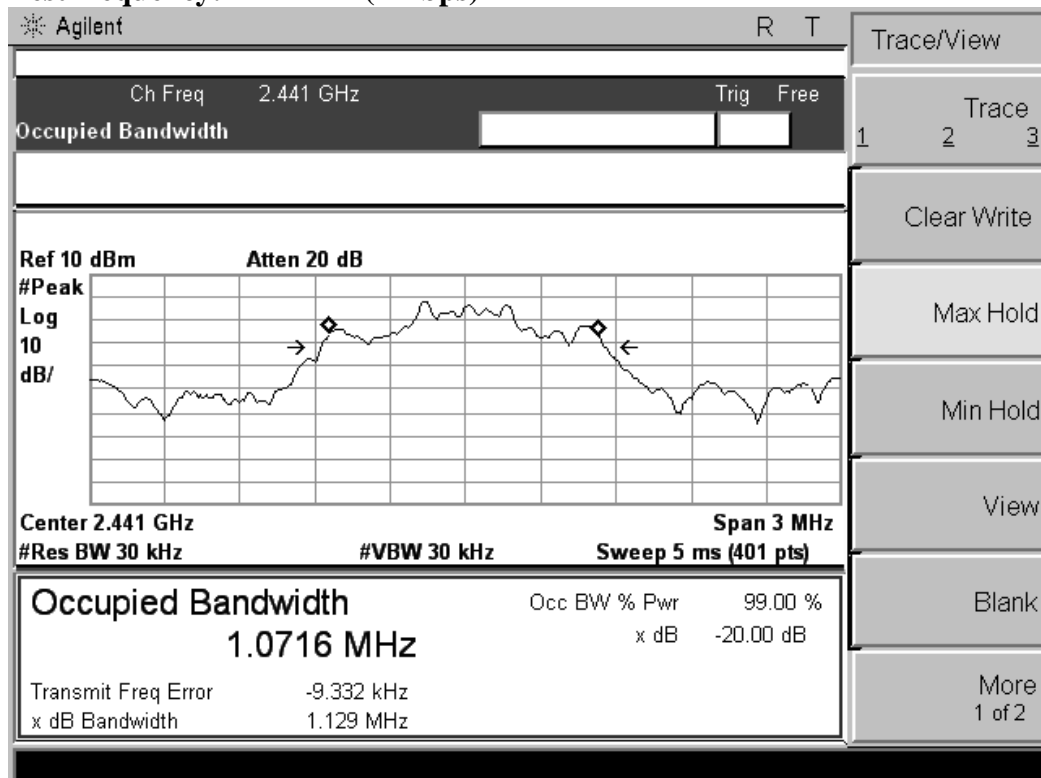 Agilent R T
Trace/View
Ch Freq 2.441 GHz Trig Free
Occupied Bandwidth
Trace
1 2 3
Clear Write
Ref 10 dBm Atten 20 dB
#Peak
Log
10
dB/
Max Hold
Min Hold
View
Center 2.441 GHz Span 3 MHz
#Res BW 30 kHz #VBW 30 kHz Sweep 5 ms (401 pts)
Occupied Bandwidth
1.0716 MHz
Occ BW % Pwr 99.00 %
x dB -20.00 dB
Transmit Freq Error -9.332 kHz
x dB Bandwidth 1.129 MHz
Blank
More
1 of 2